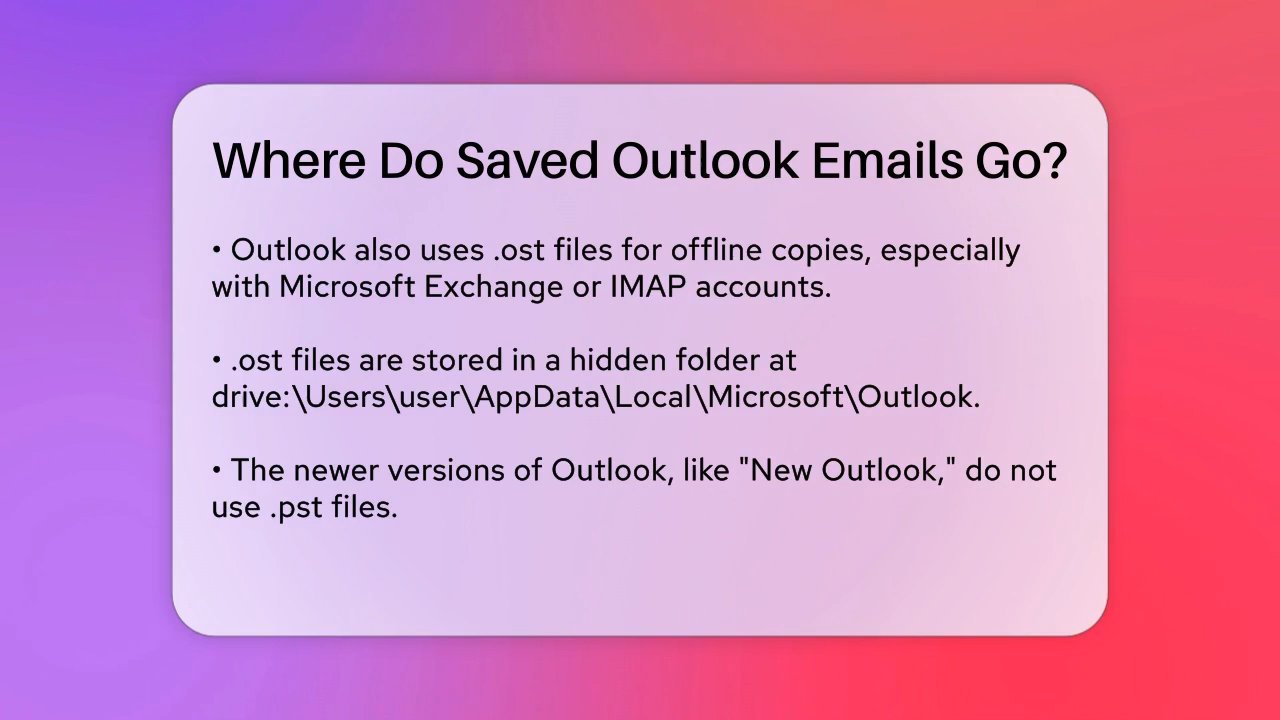 Where Do Saved Outlook Emails Go?
• Outlook also uses .ost files for offline copies, especially
with Microsoft Exchange or IMAP accounts.
• .ost files are stored in a hidden folder at
drive:\Users\user\AppData\Local\Microsoft\Outlook.
• The newer versions of Outlook, like "New Outlook," do not
use .pst files.